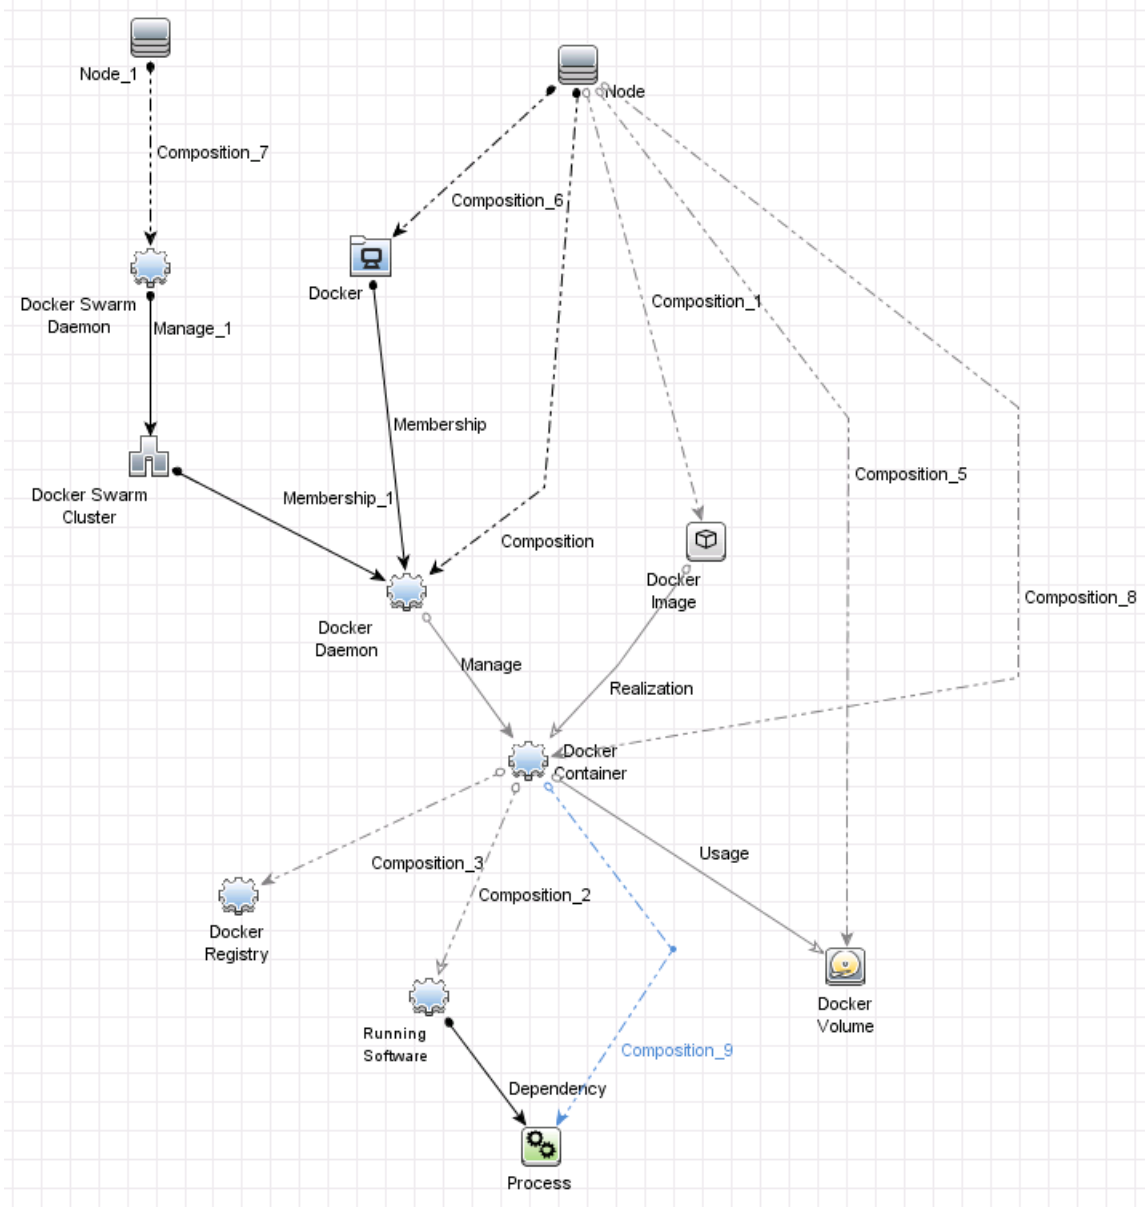 Node_1
Node
Composition_7
Composition_6
Docker
Docker Swarm
Daemon
Manage_1
Composition_1
Membership
Composition_5
Docker Swarm
Cluster
Membership_1
Composition
Docker
Image
Composition_8
Docker
Daemon
Manage
Realization
Docker
Container
Usage
Composition_3
Composition_2
Docker
Registry
Docker
Volume
Running
Software
Composition_9
Dependency
Process